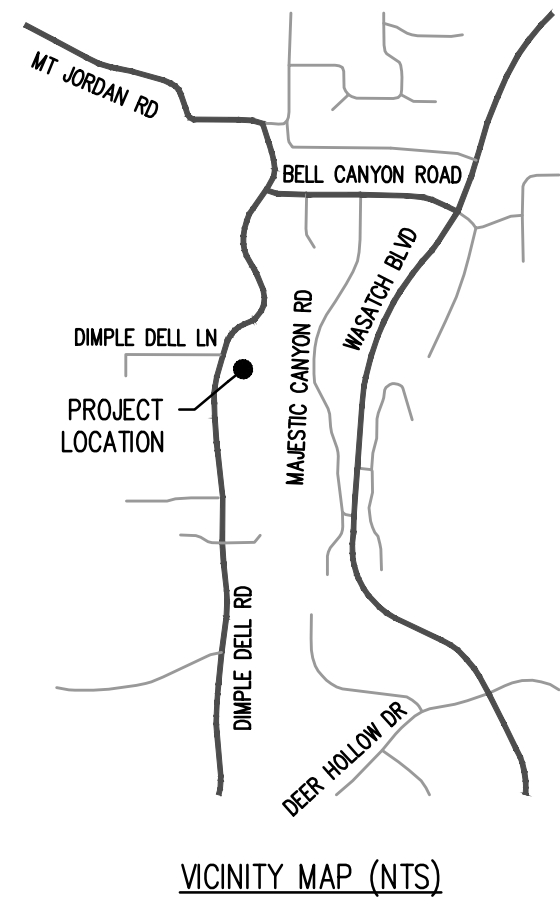 MT JORDAN RD
BELL CANYON ROAD
WASATCH BLVD
MAJESTIC CANYON RD
DIMPLE DELL LN
PROJECT
LOCATION
DIMPLE DELL RD
DEER HOLLOW DR
VICINITY MAP (NTS)